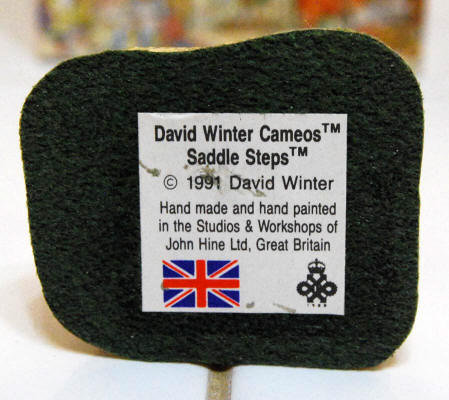 David Winter Cameos™
Saddle Steps™
© 1991 David Winter
Hand made and hand painted
in the Studios & Workshops of
John Hine Ltd, Great Britain